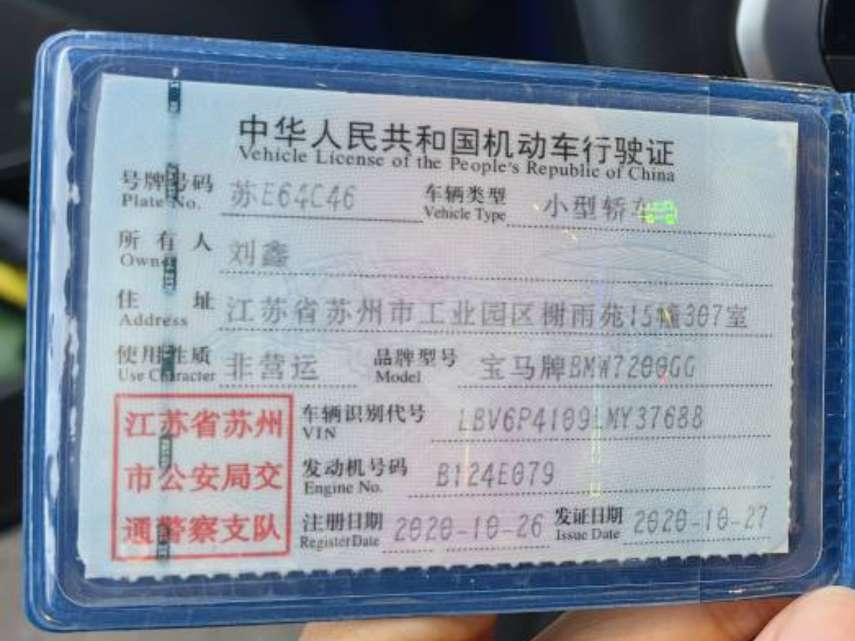 中华人民共和国机动车行驶证
Vehicle License of the People's Republic of China
号牌号码 苏E64C46 车辆类型 小型轿车
Plate No. Vehicle Type
所有人 刘鑫
Owner
住址 江苏省苏州市工业园区榭雨苑15幢307室
Address
使用性质 非营运 品牌型号 宝马牌BMW7200GG
Use Character Model
江苏省苏州
市公安局交
通警察支队
车辆识别代号 LBV6P4109LMY37688
VIN
发动机号码 B124E079
Engine No.
注册日期 2020-10-26 发证日期 2020-10-27
Register Date Issue Date